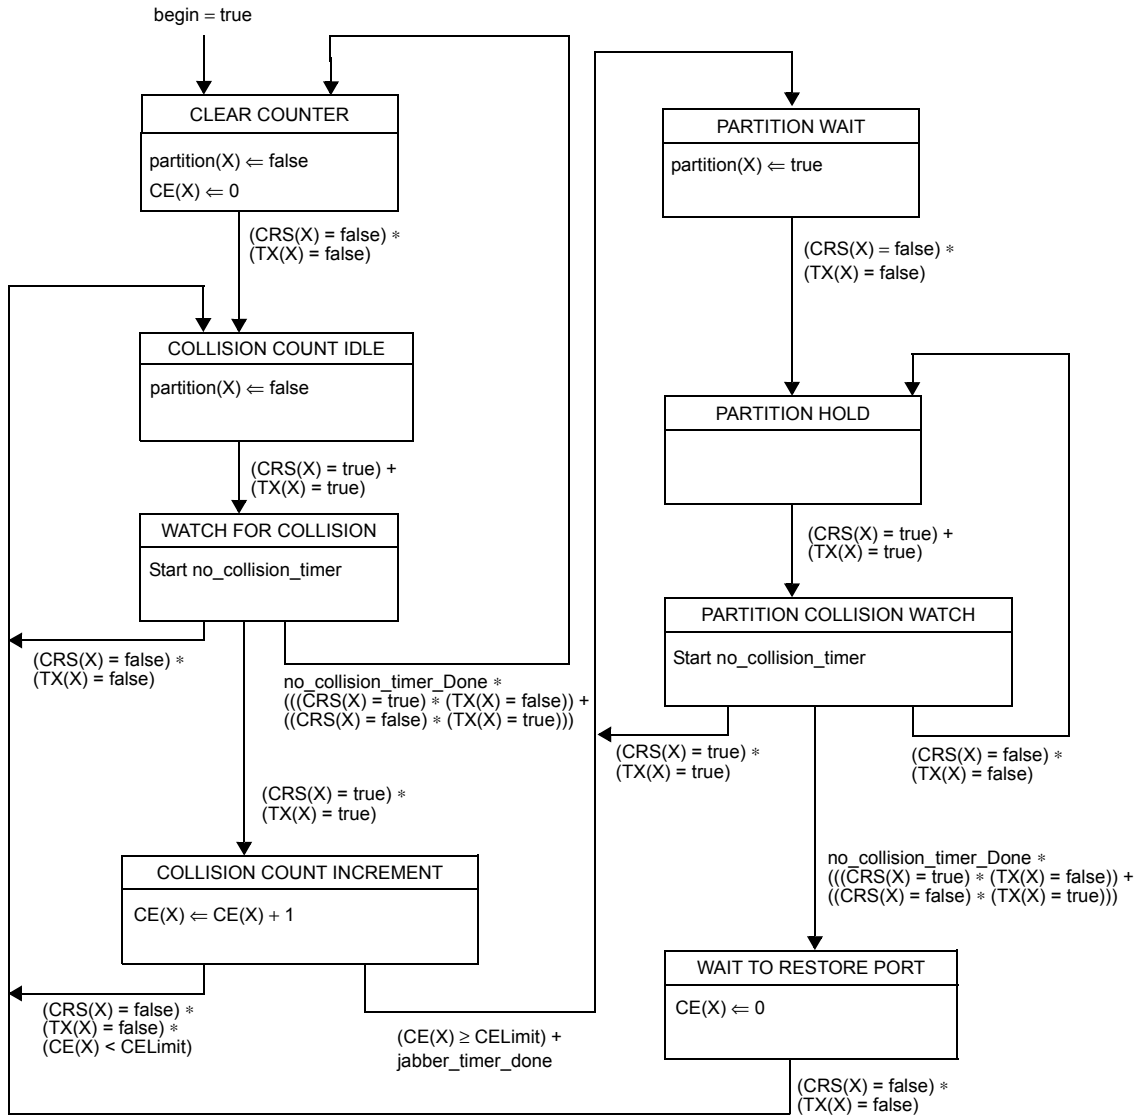 begin = true
CLEAR COUNTER
partition(X) ⇐ false
CE(X) ⇐ 0
(CRS(X) = false) *
(TX(X) = false)
COLLISION COUNT IDLE
partition(X) ⇐ false
(CRS(X) = true) +
(TX(X) = true)
WATCH FOR COLLISION
Start no_collision_timer
(CRS(X) = false) *
(TX(X) = false)
no_collision_timer_Done *
(((CRS(X) = true) * (TX(X) = false)) +
((CRS(X) = false) * (TX(X) = true)))
(CRS(X) = true) *
(TX(X) = true)
COLLISION COUNT INCREMENT
CE(X) ⇐ CE(X) + 1
(CRS(X) = false) *
(TX(X) = false) *
(CE(X) < CELimit)
(CE(X) ≥ CELimit) +
jabber_timer_done
PARTITION WAIT
partition(X) ⇐ true
(CRS(X) = false) *
(TX(X) = false)
PARTITION HOLD
(CRS(X) = true) +
(TX(X) = true)
PARTITION COLLISION WATCH
Start no_collision_timer
(CRS(X) = true) *
(TX(X) = true)
(CRS(X) = false) *
(TX(X) = false)
no_collision_timer_Done *
(((CRS(X) = true) * (TX(X) = false)) +
((CRS(X) = false) * (TX(X) = true)))
WAIT TO RESTORE PORT
CE(X) ⇐ 0
(CRS(X) = false) *
(TX(X) = false)